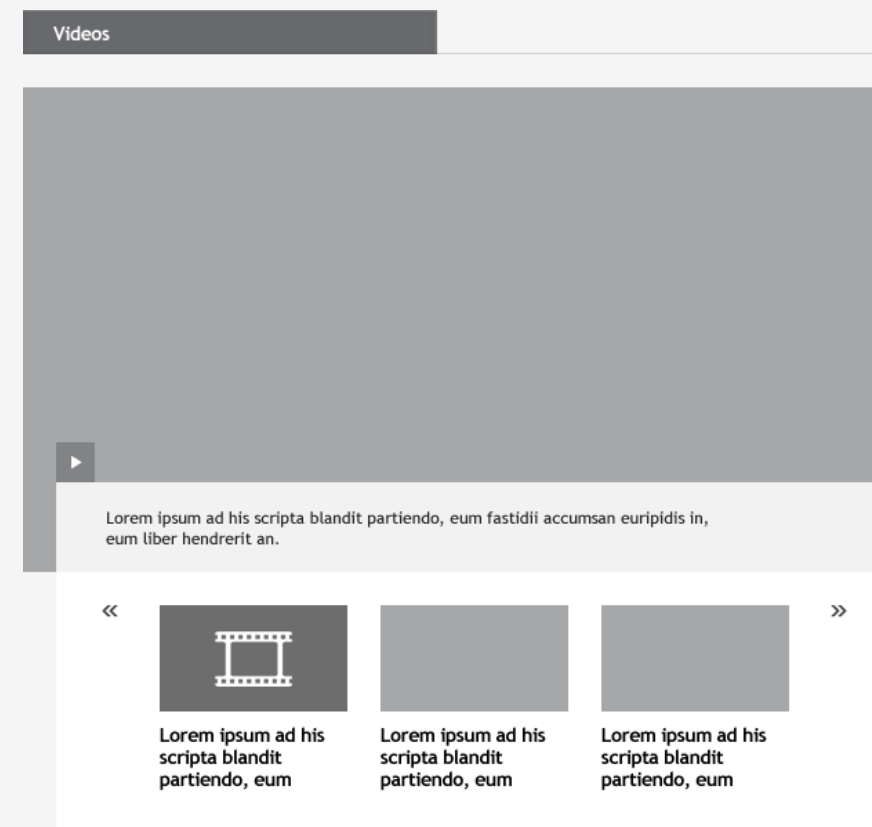 Videos
Lorem ipsum ad his scripta blandit partiendo, eum fastidii accumsan euripidis in,
eum liber hendrerit an.
« »
Lorem ipsum ad his
scripta blandit
partiendo, eum
Lorem ipsum ad his
scripta blandit
partiendo, eum
Lorem ipsum ad his
scripta blandit
partiendo, eum